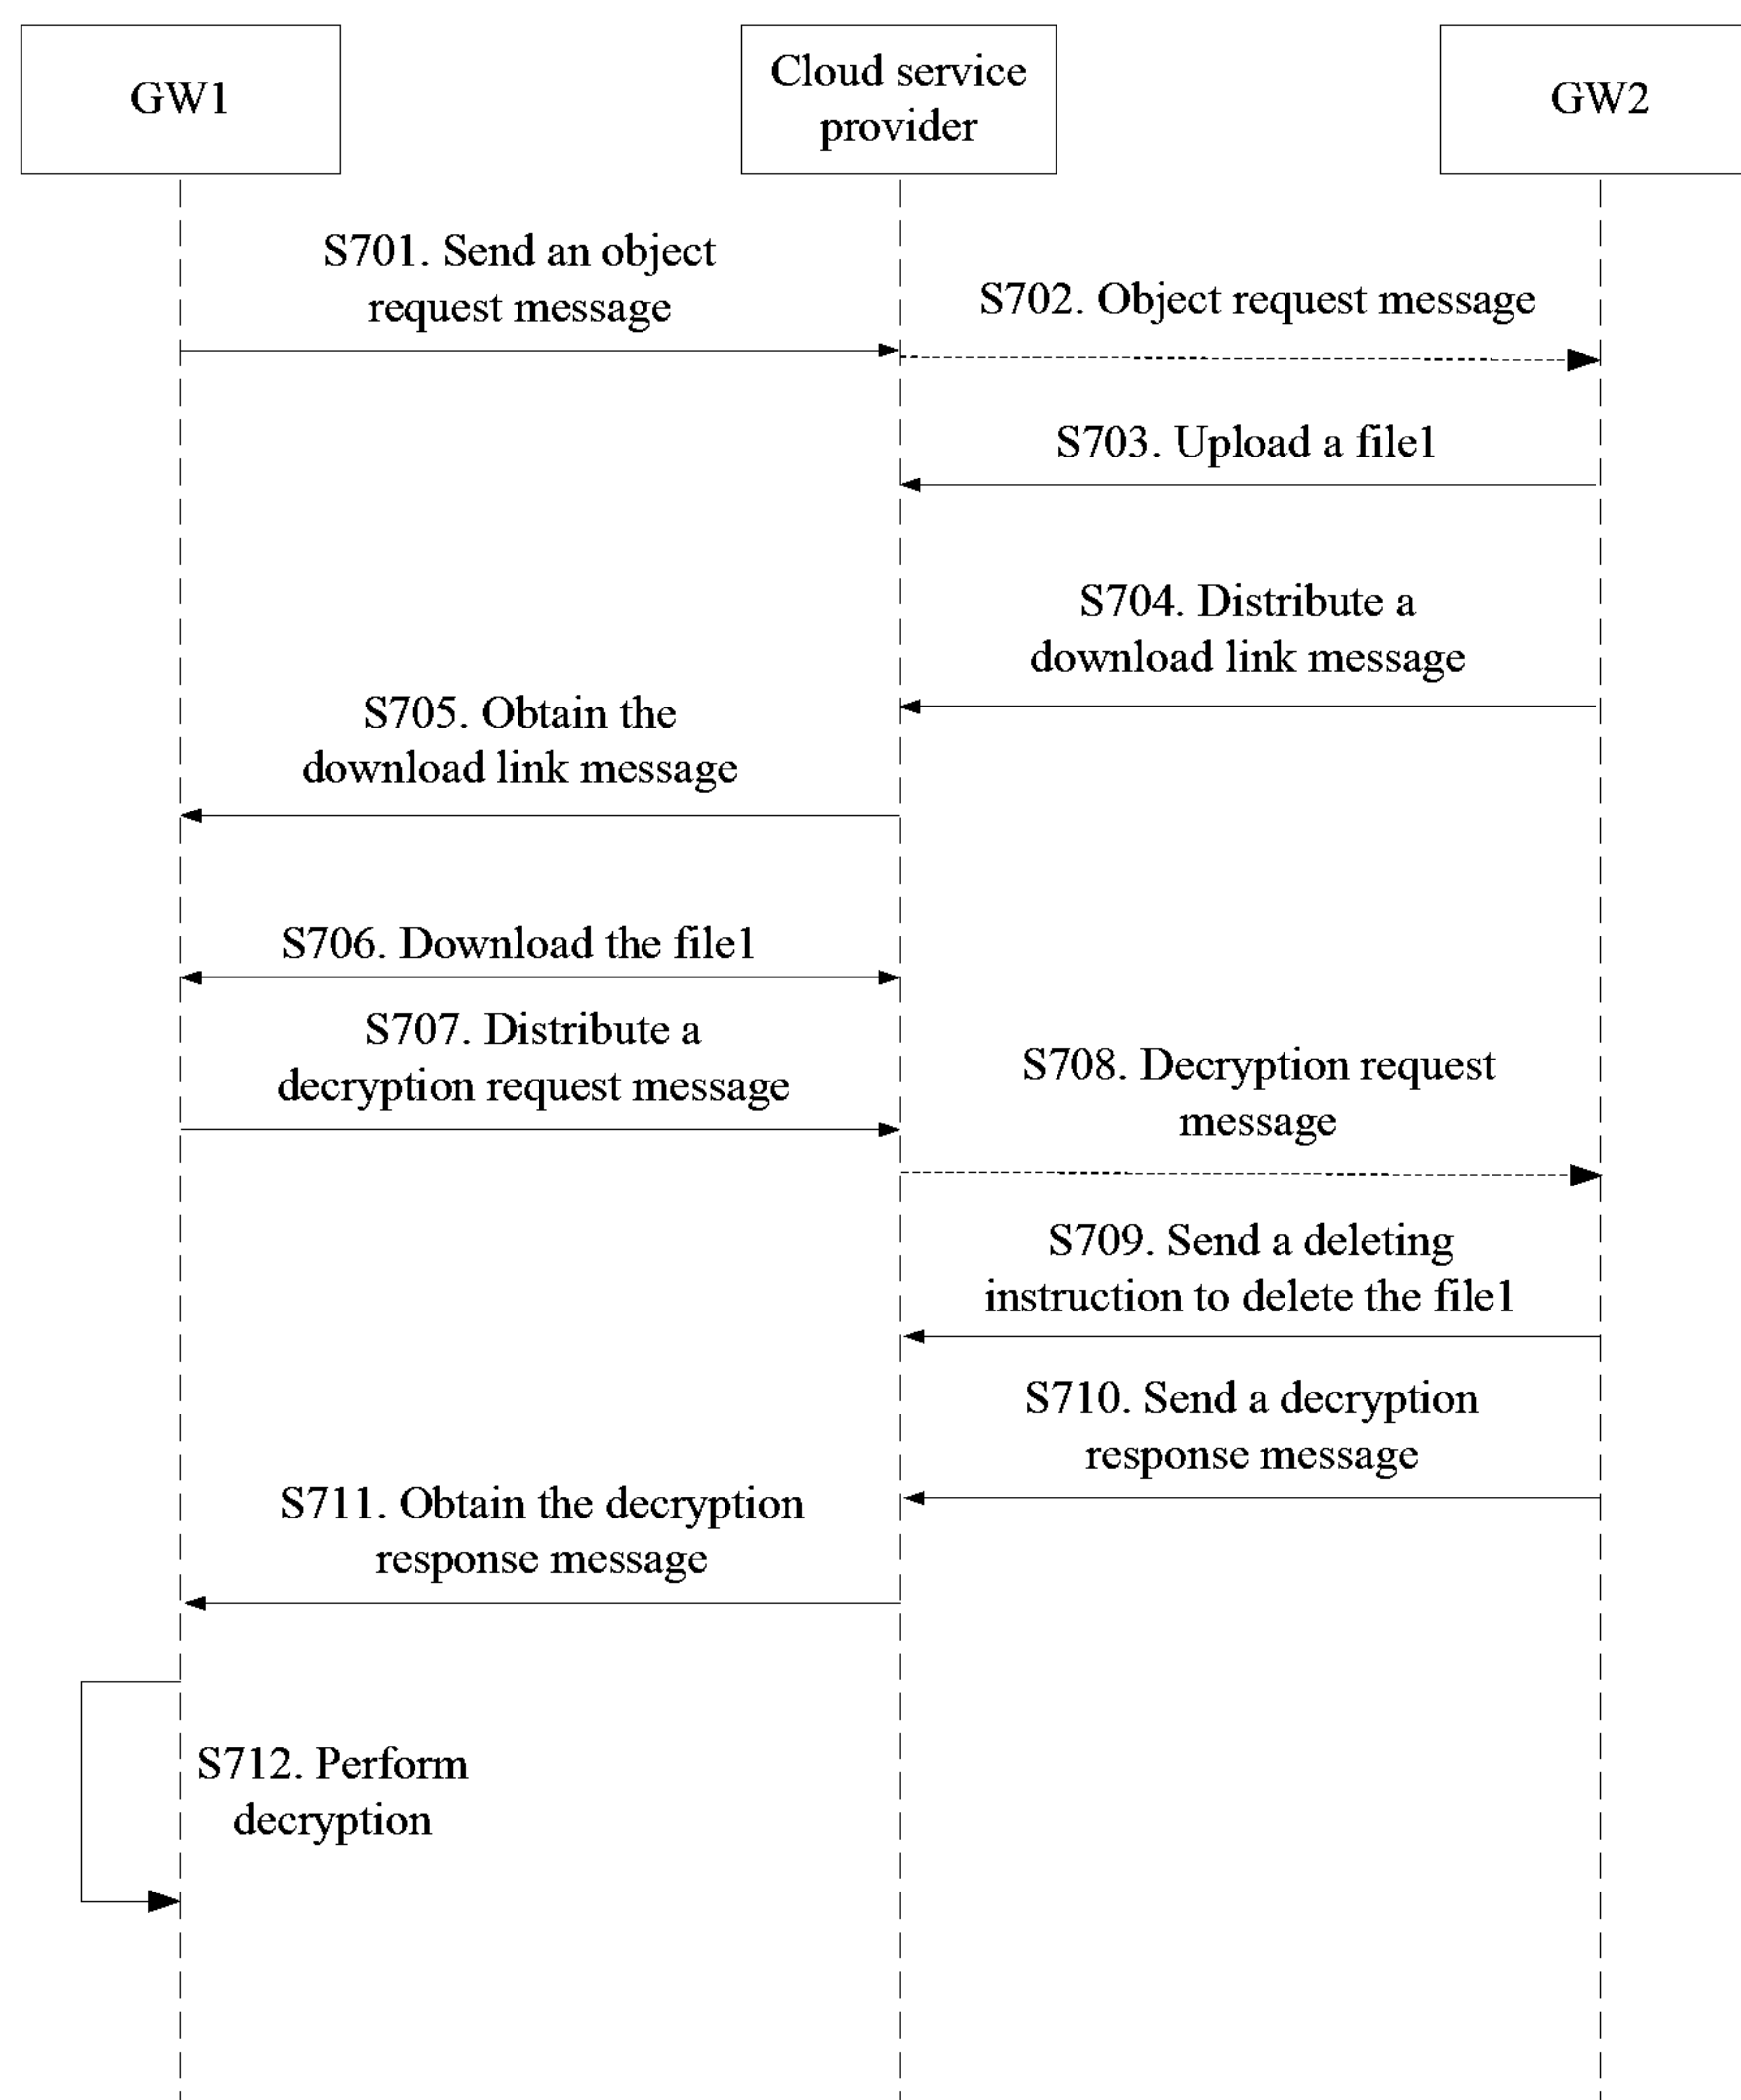 GW1
Cloud service
provider
GW2
S701. Send an object
request message
S702. Object request message
S703. Upload a file1
S704. Distribute a
download link message
S705. Obtain the
download link message
S706. Download the file1
S707. Distribute a
decryption request message
S708. Decryption request
message
S709. Send a deleting
instruction to delete the file1
S710. Send a decryption
response message
S711. Obtain the decryption
response message
S712. Perform
decryption